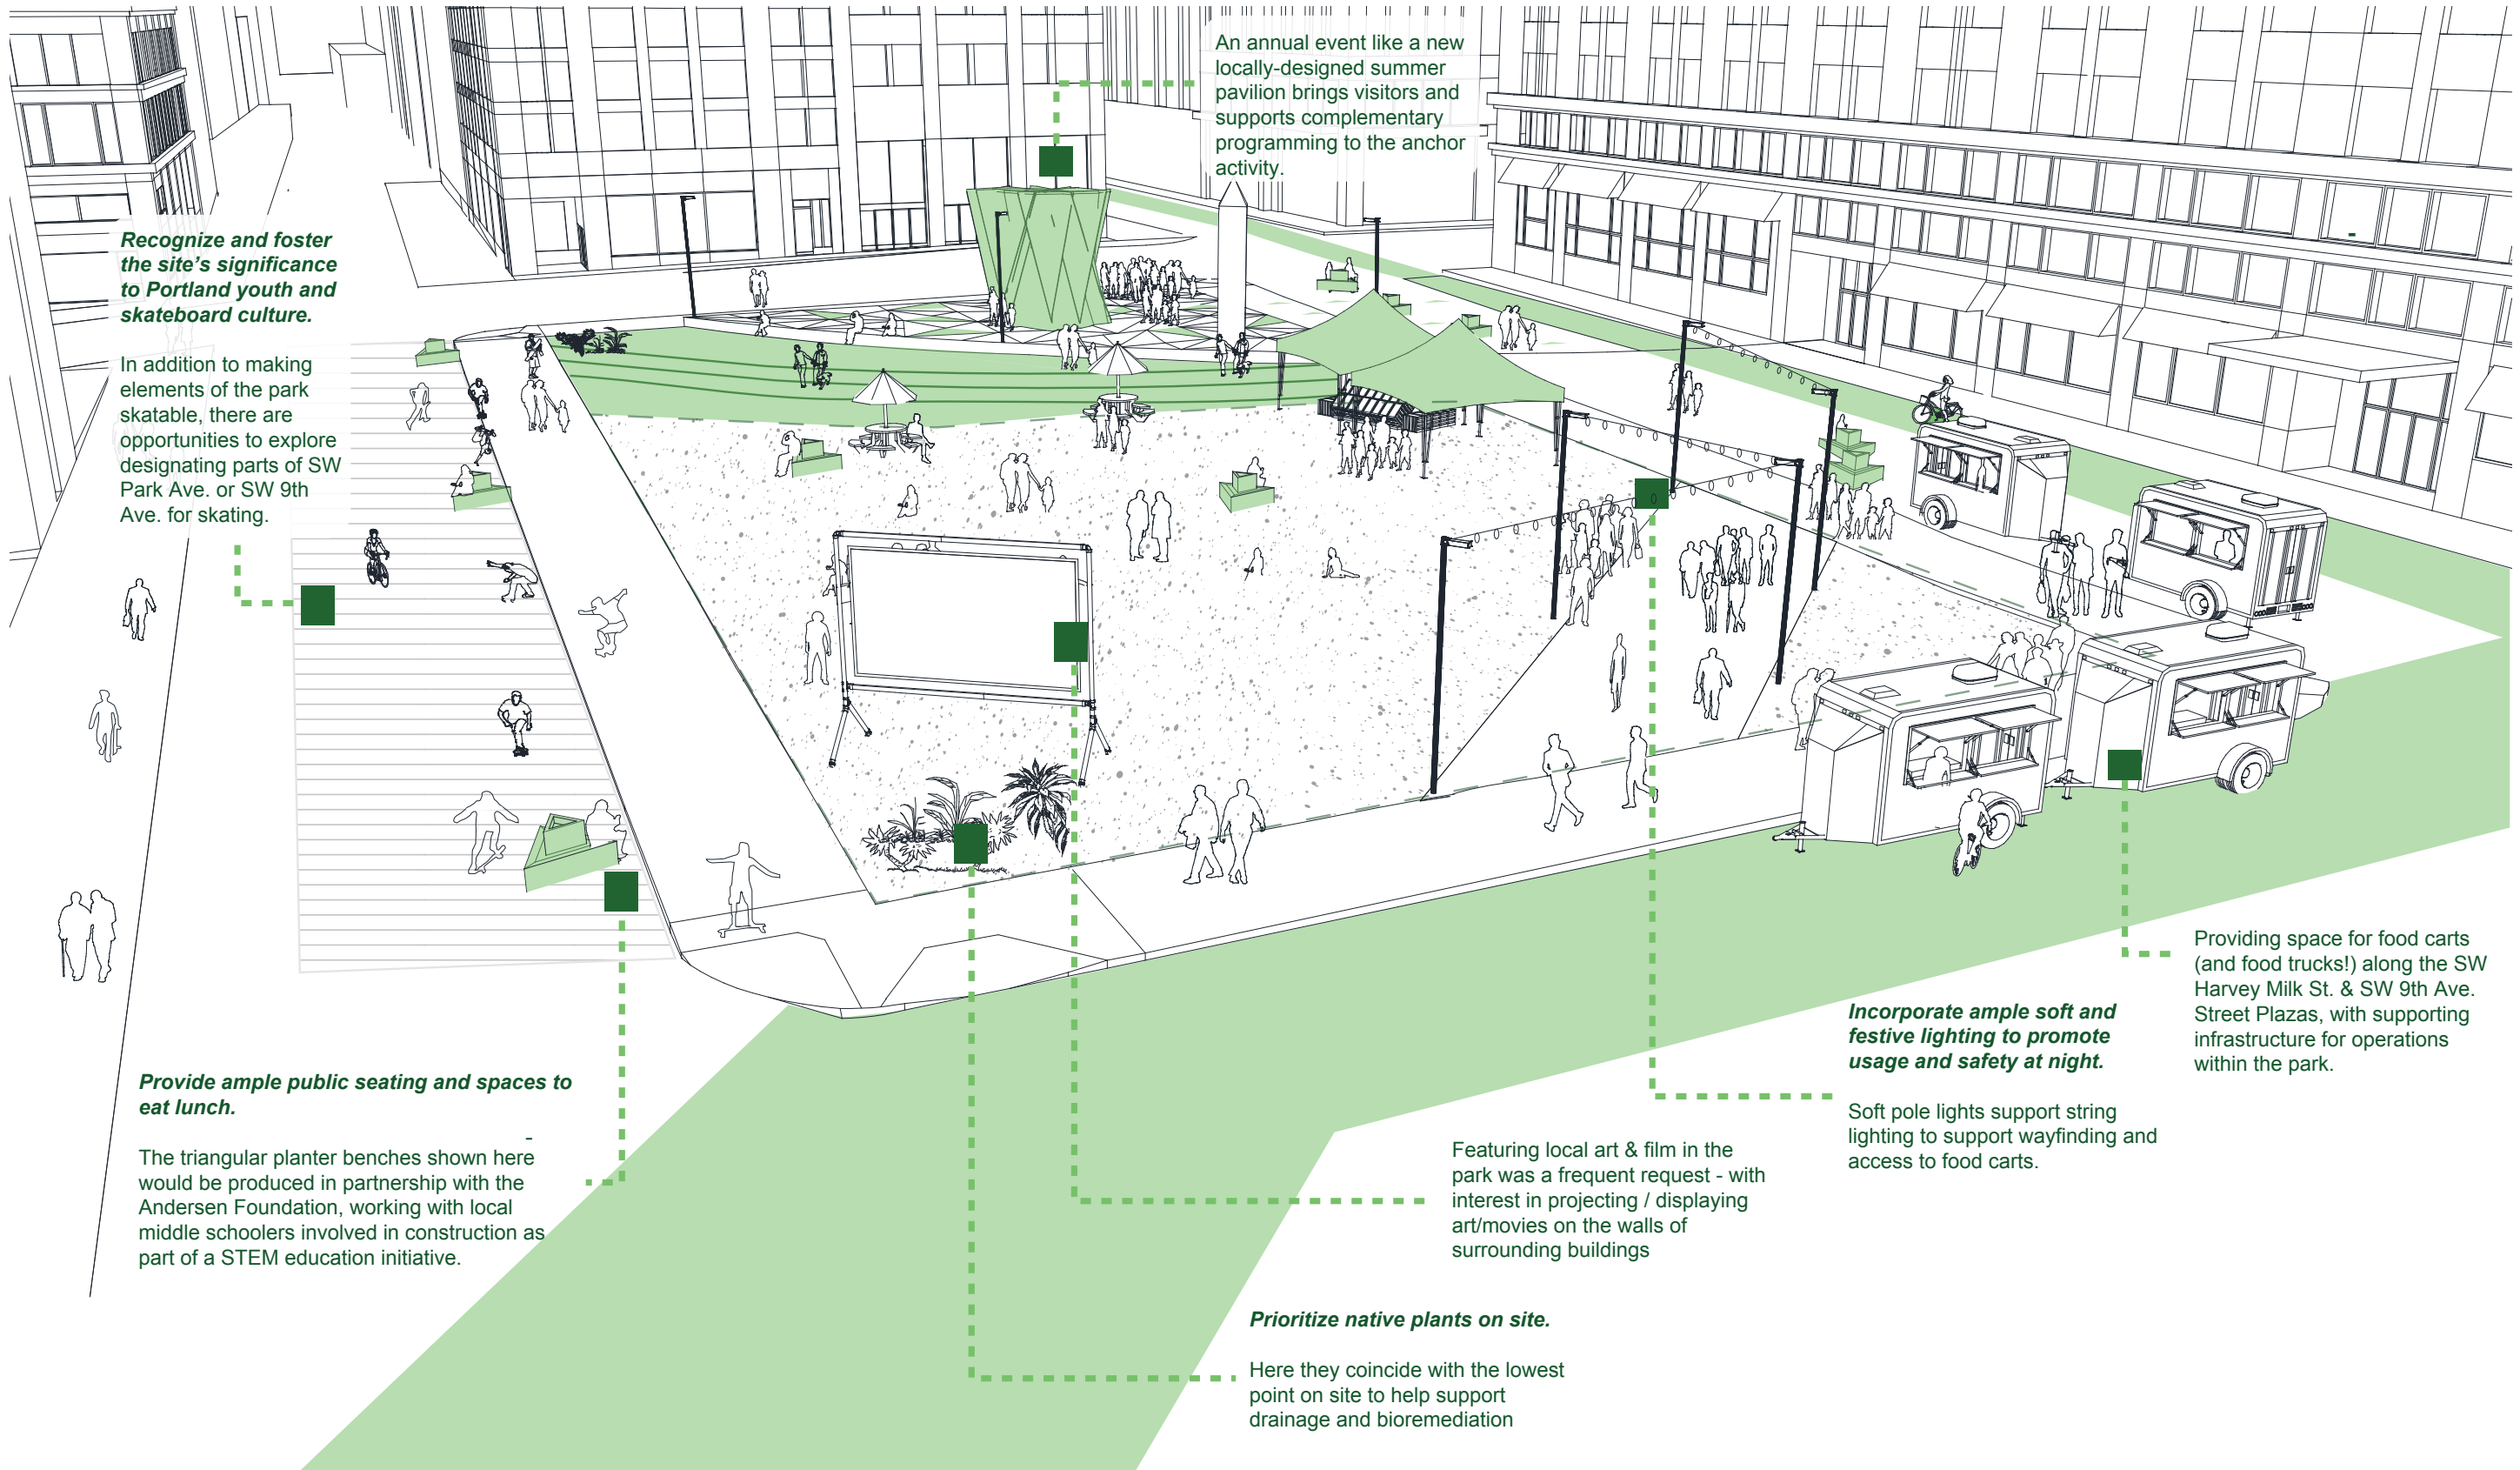 An annual event like a new
locally-designed summer
pavilion brings visitors and
supports complementary
programming to the anchor
activity.
Recognize and foster
the site's significance
to Portland youth and
skateboard culture.
In addition to making
elements of the park
skatable, there are
opportunities to explore
designating parts of SW
Park Ave. or SW 9th
Ave. for skating.
Provide ample public seating and spaces to
eat lunch.
The triangular planter benches shown here
would be produced in partnership with the
Andersen Foundation, working with local
middle schoolers involved in construction as
part of a STEM education initiative.
Prioritize native plants on site.
Here they coincide with the lowest
point on site to help support
drainage and bioremediation
Featuring local art & film in the
park was a frequent request - with
interest in projecting / displaying
art/movies on the walls of
surrounding buildings
Incorporate ample soft and
festive lighting to promote
usage and safety at night.
Soft pole lights support string
lighting to support wayfinding and
access to food carts.
Providing space for food carts
(and food trucks!) along the SW
Harvey Milk St. & SW 9th Ave.
Street Plazas, with supporting
infrastructure for operations
within the park.